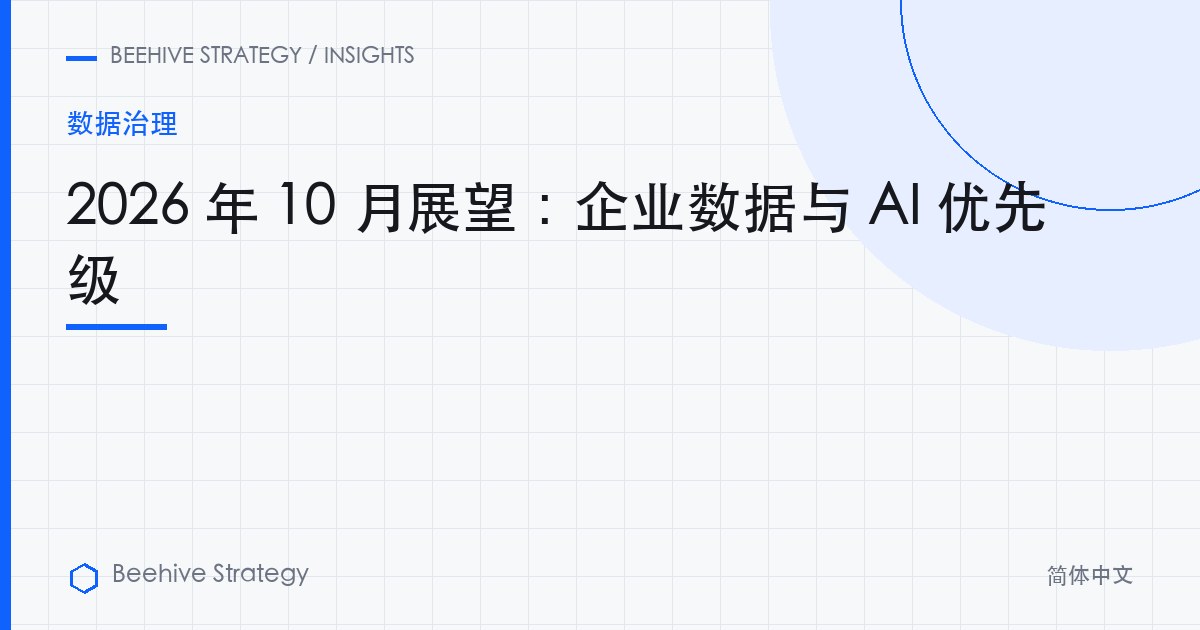 BEEHIVE STRATEGY / INSIGHTS
数据治理
2026 年 10 月展望：企业数据与 AI 优先
级
Beehive Strategy
简体中文